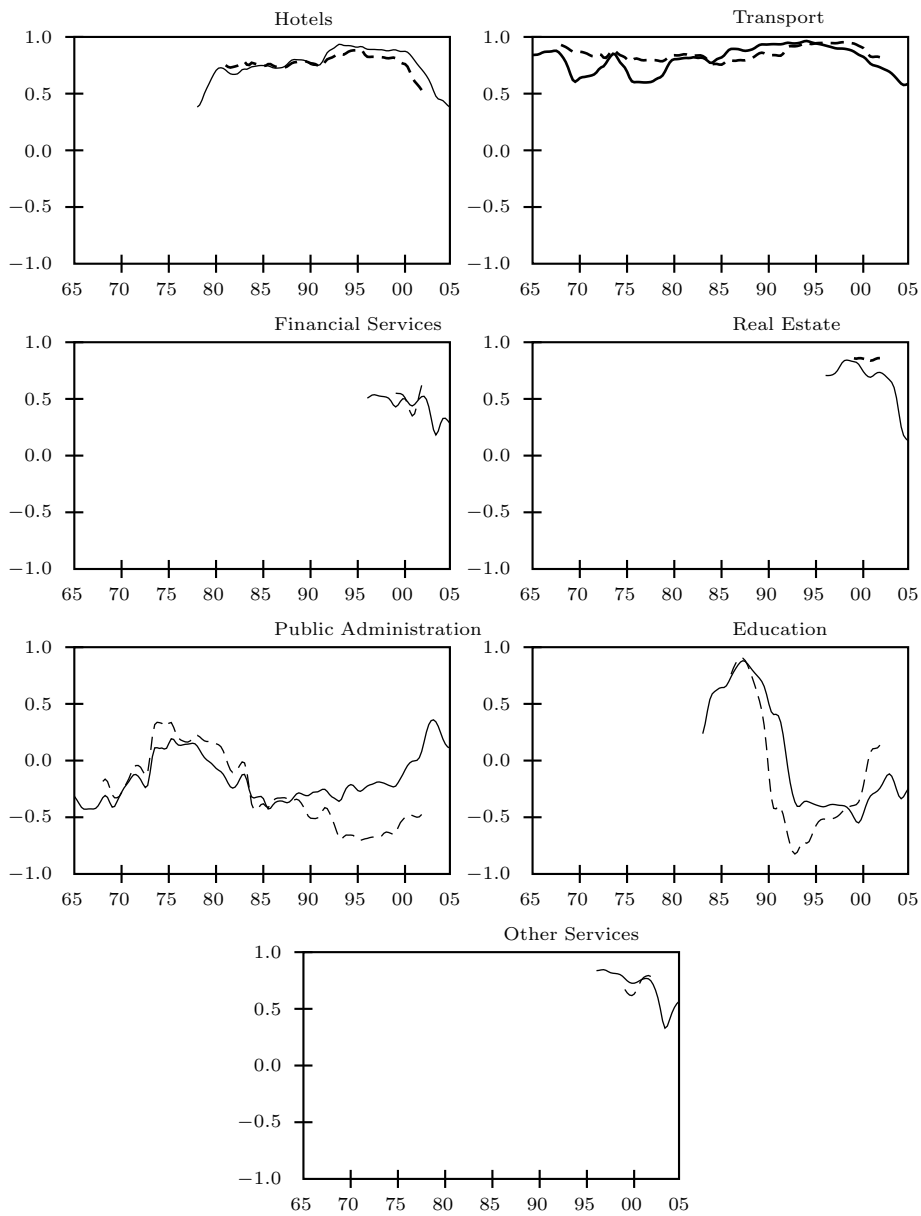 Hotels Transport
1.0 1.0
0.5 0.5
0.0 0.0
−0.5 −0.5
−1.0 −1.0
65 70 75 80 85 90 95 00 05 65 70 75 80 85 90 95 00 05
Financial Services Real Estate
1.0 1.0
0.5 0.5
0.0 0.0
−0.5 −0.5
−1.0 −1.0
65 70 75 80 85 90 95 00 05 65 70 75 80 85 90 95 00 05
Public Administration Education
1.0 1.0
0.5 0.5
0.0 0.0
−0.5 −0.5
−1.0 −1.0
65 70 75 80 85 90 95 00 05 65 70 75 80 85 90 95 00 05
Other Services
1.0
0.5
0.0
−0.5
−1.0
65 70 75 80 85 90 95 00 05